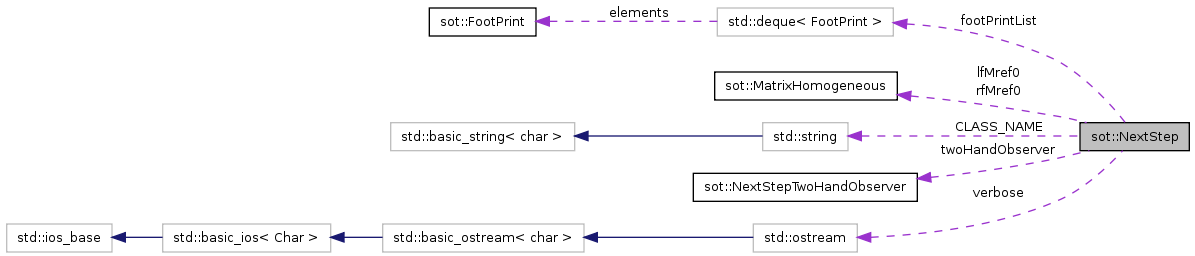 sot::FootPrint
elements
std::deque< FootPrint >
footPrintList
lfMref0
rfMref0
sot::MatrixHomogeneous
std::basic_string< char >
std::string
CLASS_NAME
sot::NextStep
twoHandObserver
sot::NextStepTwoHandObserver
verbose
std::ios_base
std::basic_ios< Char >
std::basic_ostream< char >
std::ostream